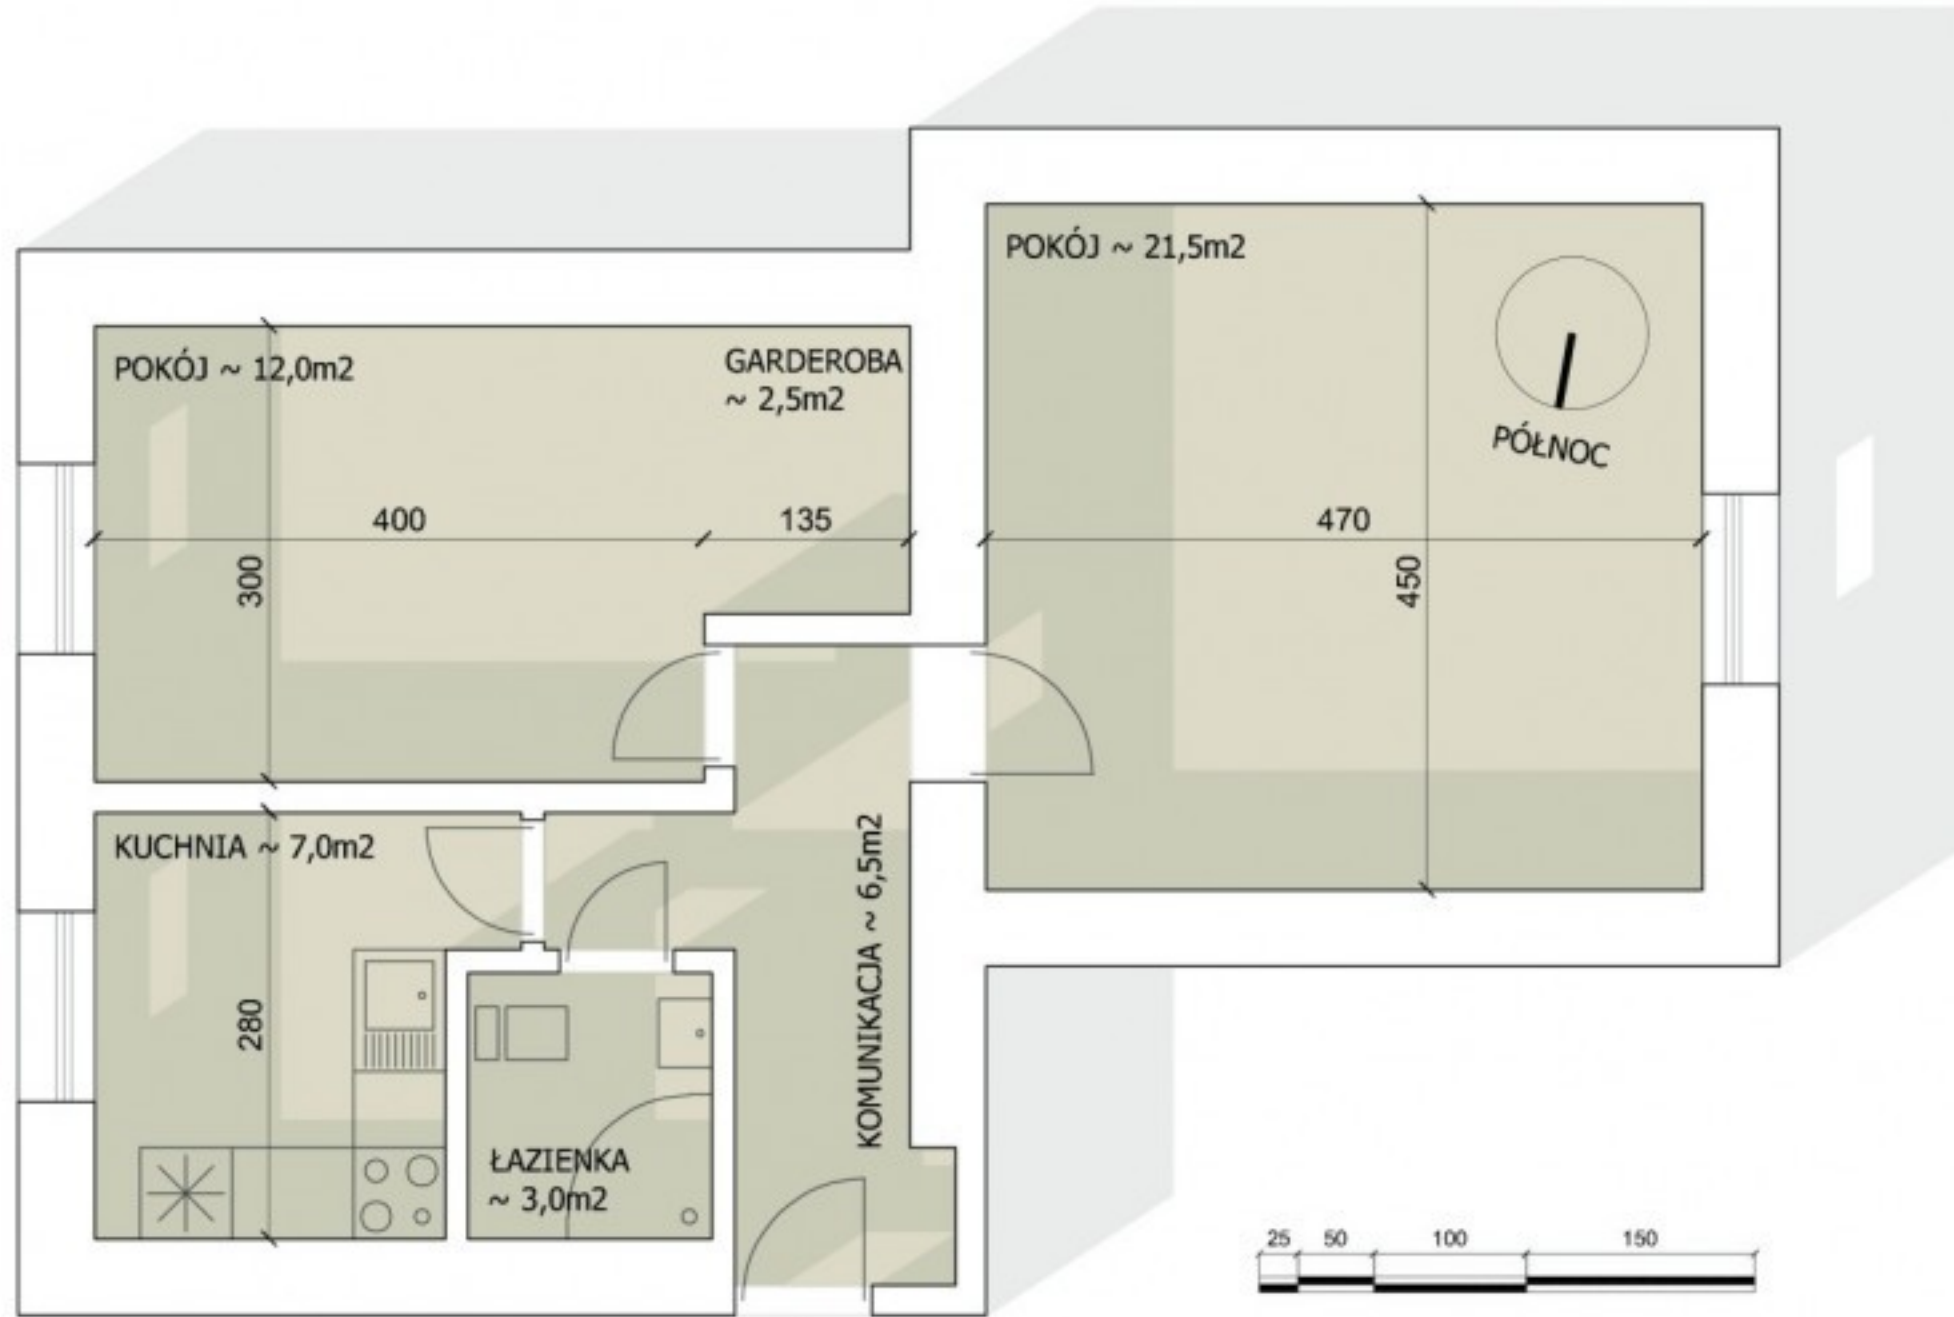 POKÓJ ~ 21,5m2
POKÓJ ~ 12,0m2
GARDEROBA
~ 2,5m2
PÓŁNOC
400
135
470
300
450
KUCHNIA ~ 7,0m2
KOMUNIKACJA ~ 6,5m2
280
ŁAZIENKA
~ 3,0m2
25 50 100 150